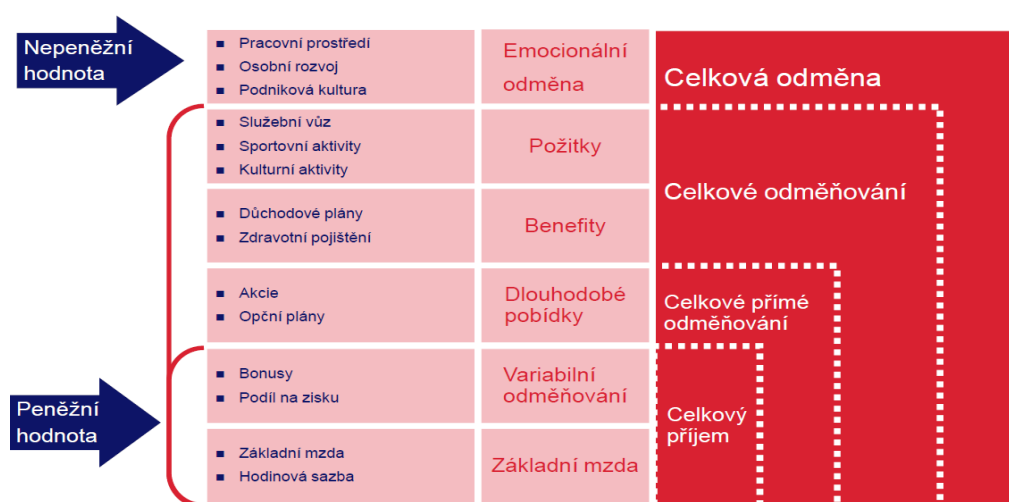 Nepeněžní
hodnota
Pracovní prostředí
Osobní rozvoj
Podniková kultura
Emocionální
odměna
Celková odměna
Služební vůz
Sportovní aktivity
Kulturní aktivity
Požitky
Celkové odměňování
Důchodové plány
Zdravotní pojištění
Benefity
Akcie
Opční plány
Dlouhodobé
pobídky
Celkové přímé
odměňování
Peněžní
hodnota
Bonusy
Podíl na zisku
Variabilní
odměňování
Celkový
příjem
Základní mzda
Hodinová sazba
Základní mzda